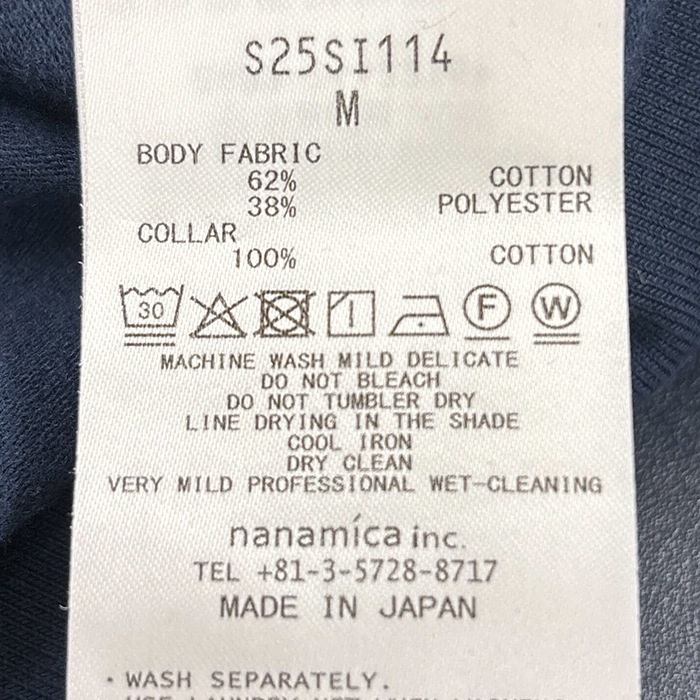 S25SI114
M
BODY FABRIC
62% COTTON
38% POLYESTER
COLLAR
100% COTTON
30 F W
MACHINE WASH MILD DELICATE
DO NOT BLEACH
DO NOT TUMBLER DRY
LINE DRYING IN THE SHADE
COOL IRON
DRY CLEAN
VERY MILD PROFESSIONAL WET-CLEANING
nanamica inc.
TEL +81-3-5728-8717
MADE IN JAPAN
・WASH SEPARATELY.